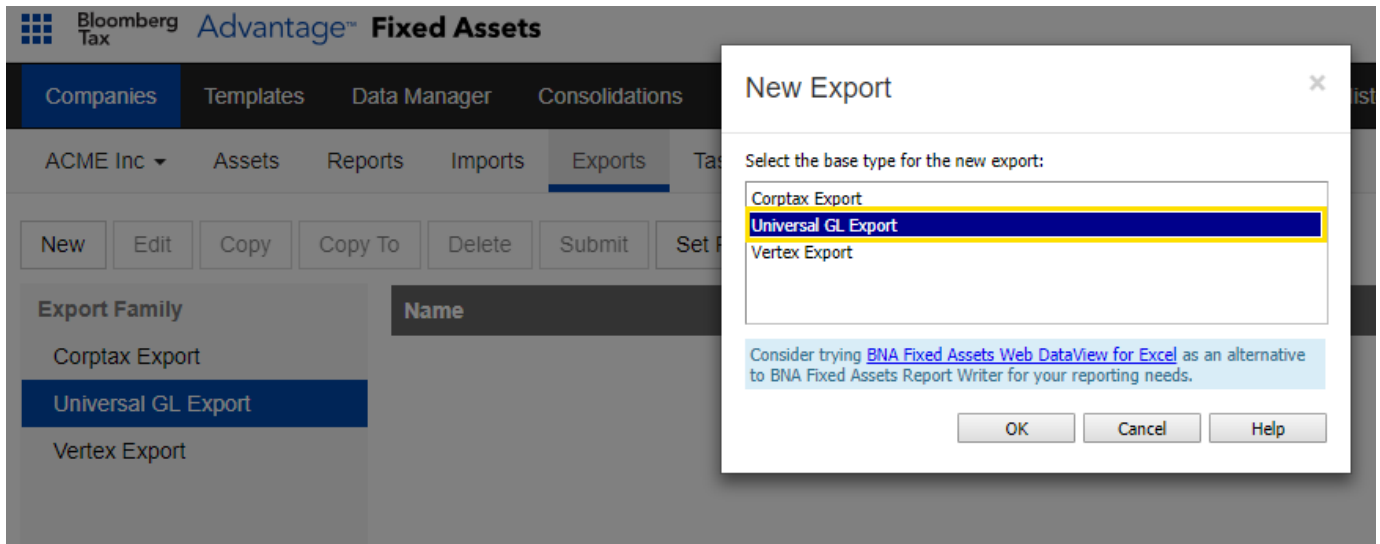 Bloomberg
Tax
Advantage™ Fixed Assets
Companies Templates Data Manager Consolidations
ACME Inc Assets Reports Imports Exports
New Edit Copy Copy To Delete Submit Set
Export Family
Corptax Export
Universal GL Export
Vertex Export
Name
New Export ×
Select the base type for the new export:
Corptax Export
Universal GL Export
Vertex Export
Consider trying BNA Fixed Assets Web DataView for Excel as an alternative
to BNA Fixed Assets Report Writer for your reporting needs.
OK Cancel Help